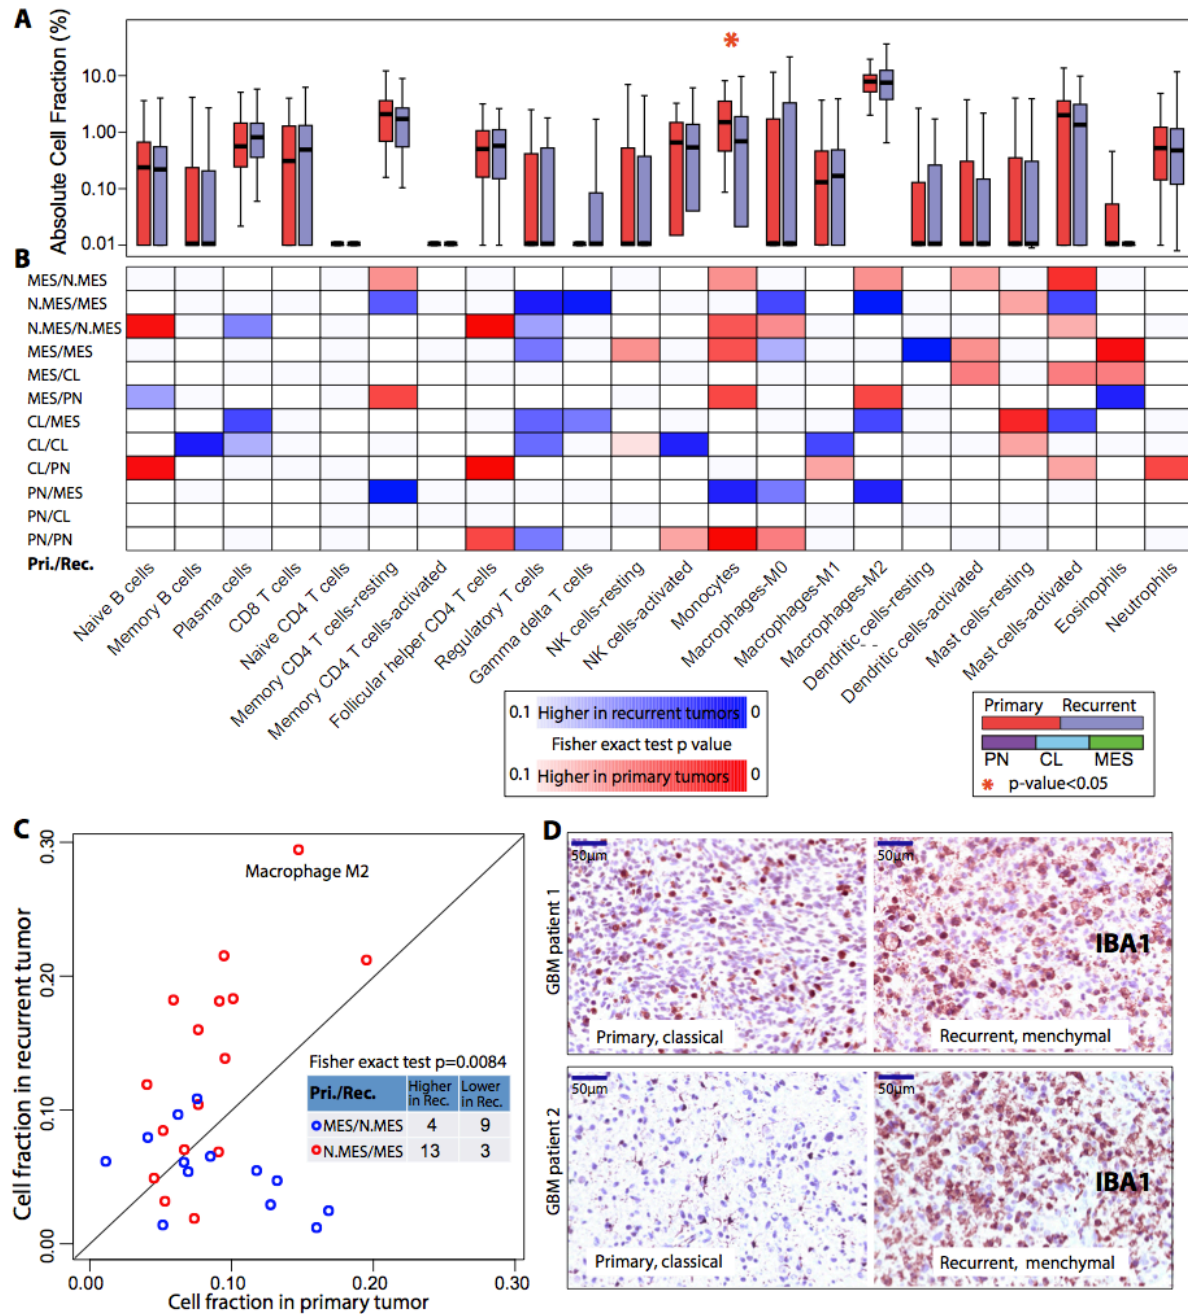 A
Absolute Cell Fraction (%)
10.0
1.00
0.10
0.01
*
B
MES/N.MES
N.MES/MES
N.MES/N.MES
MES/MES
MES/CL
MES/PN
CL/MES
CL/CL
CL/PN
PN/MES
PN/CL
PN/PN
Pri./Rec.
Naive B cells
Memory B cells
Plasma cells
CD8 T cells
Naive CD4 T cells
Memory CD4 T cells-resting
Memory CD4 T cells-activated
Follicular helper CD4 T cells
Regulatory T cells
Gamma delta T cells
NK cells-resting
NK cells-activated
Monocytes
Macrophages-M0
Macrophages-M1
Macrophages-M2
Dendritic cells-resting
Dendritic cells-activated
Mast cells-resting
Mast cells-activated
Eosinphils
Neutrophils
0.1 Higher in recurrent tumors 0
Fisher exact test p value
0.1 Higher in primary tumors 0
Primary Recurrent
PN CL MES
* p-value<0.05
C
Cell fraction in recurrent tumor
0.30
0.20
0.10
0.00
Macrophage M2
Fisher exact test p=0.0084
Pri./Rec. Higher in Rec. Lower in Rec.
MES/N.MES 4 9
N.MES/MES 13 3
0.00 0.10 0.20 0.30
Cell fraction in primary tumor
D
GBM patient 1
50μm
Primary, classical
50μm
IBA1
Recurrent, menchymal
GBM patient 2
50μm
Primary, classical
50μm
IBA1
Recurrent, menchymal